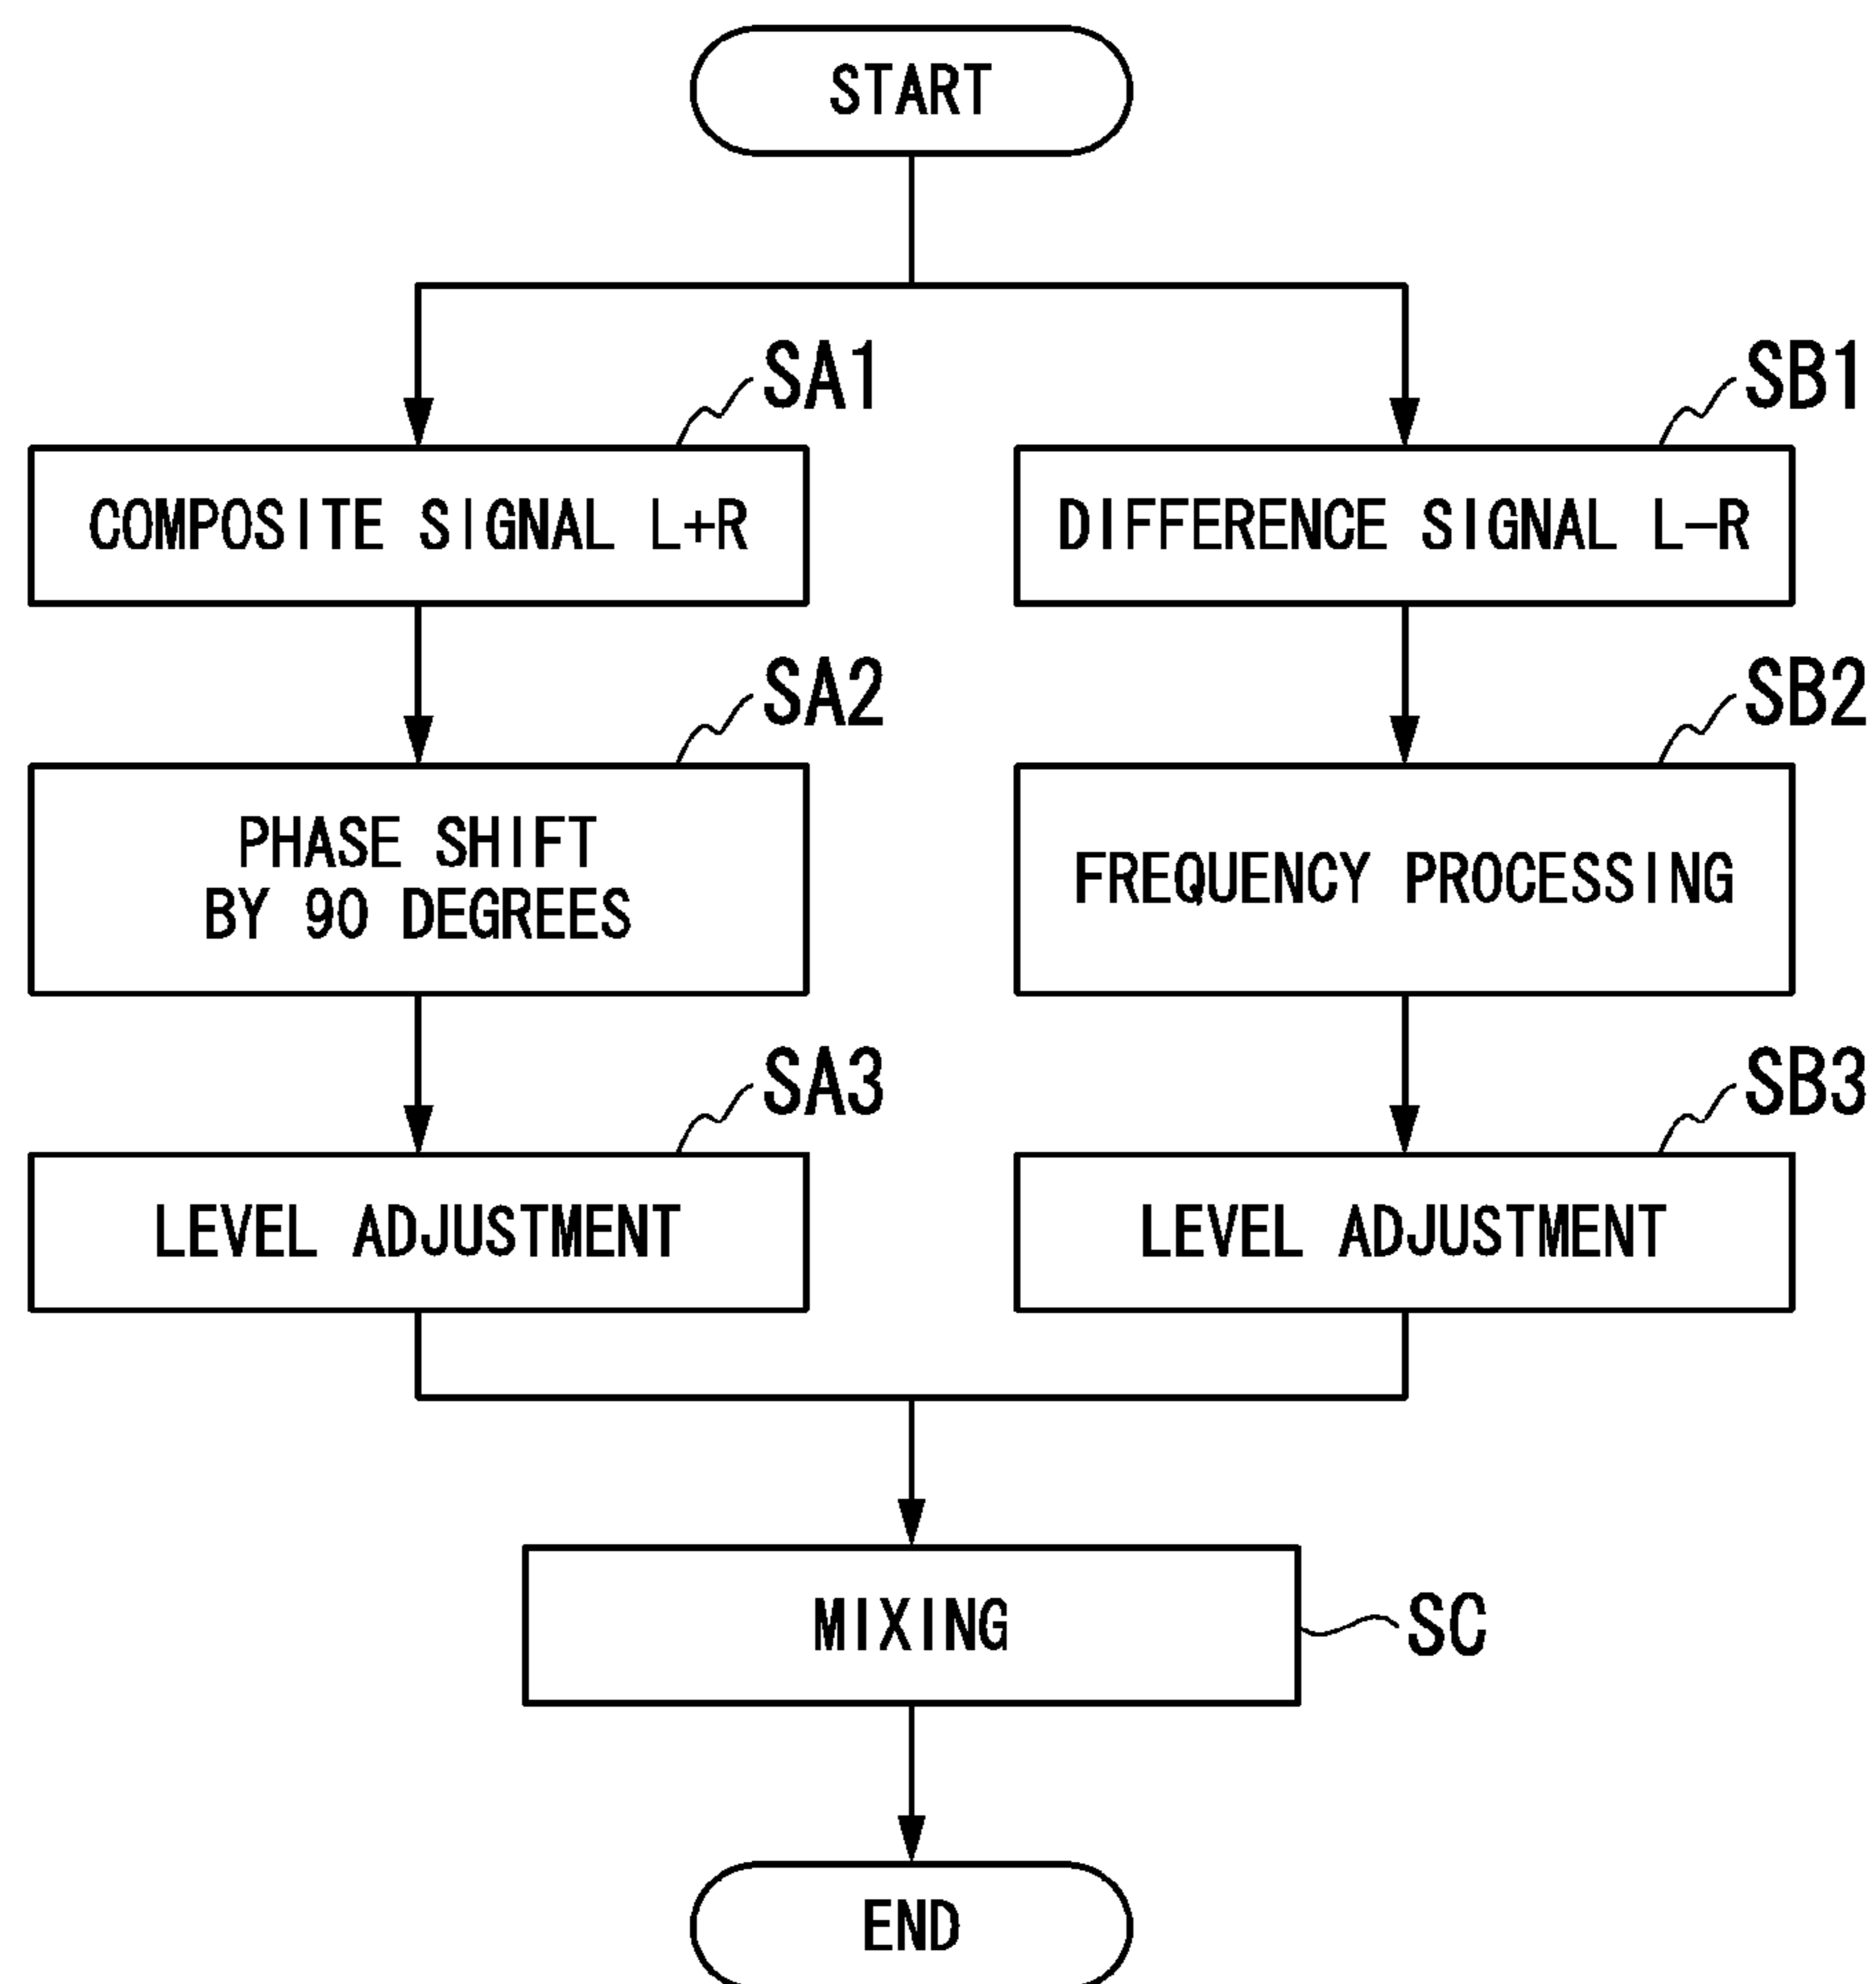 START
SA1
SB1
COMPOSITE SIGNAL L+R
DIFFERENCE SIGNAL L−R
SA2
SB2
PHASE SHIFT
BY 90 DEGREES
FREQUENCY PROCESSING
SA3
SB3
LEVEL ADJUSTMENT
LEVEL ADJUSTMENT
MIXING
SC
END